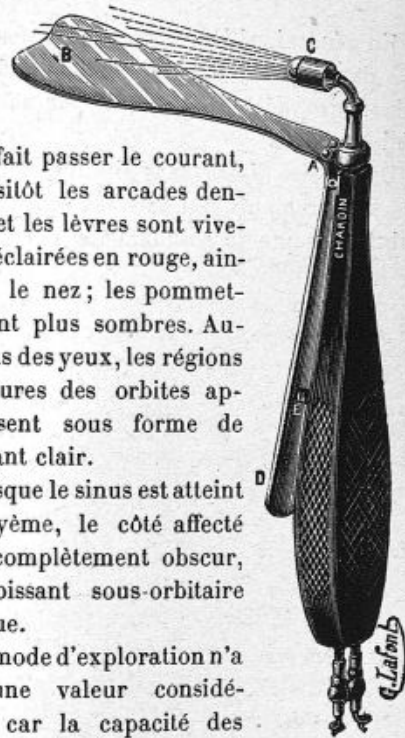 B
C
A
CHARDIN
E
D
G. Lafont
fait passer le courant,
sitôt les arcades den-
et les lèvres sont vive-
éclairées en rouge, ain-
le nez; les pommet-
nt plus sombres. Au-
s des yeux, les régions
ures des orbites ap-
sent sous forme de
ant clair.
sque le sinus est atteint
yème, le côté affecté
complètement obscur,
oissant sous-orbitaire
ue.
mode d'exploration n'a
une valeur considé-
car la capacité des